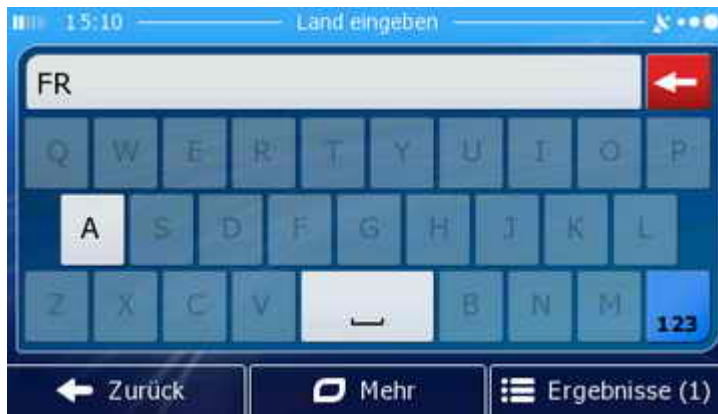 15:10 Land eingeben
FR
Q W E R T Y U I O P
A S D F G H J K L
Z X C V B N M 123
Zurück Mehr Ergebnisse (1)